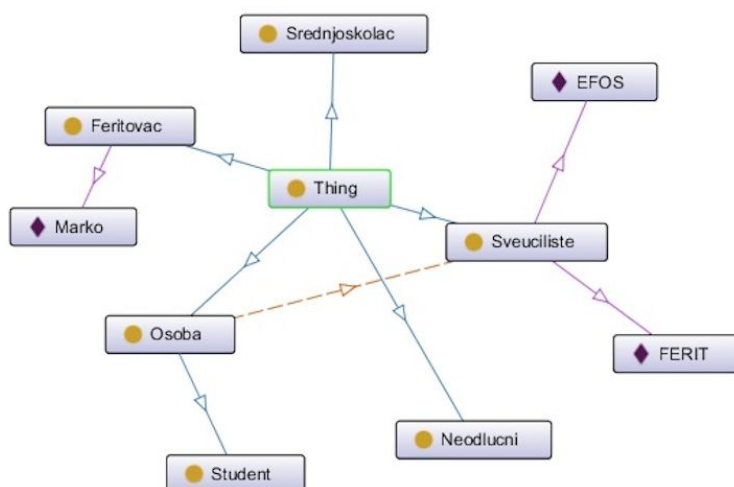 Srednjoskolac
EFOS
Feritovac
Thing
Marko
Sveuciliste
Osoba
FERIT
Neodlucni
Student